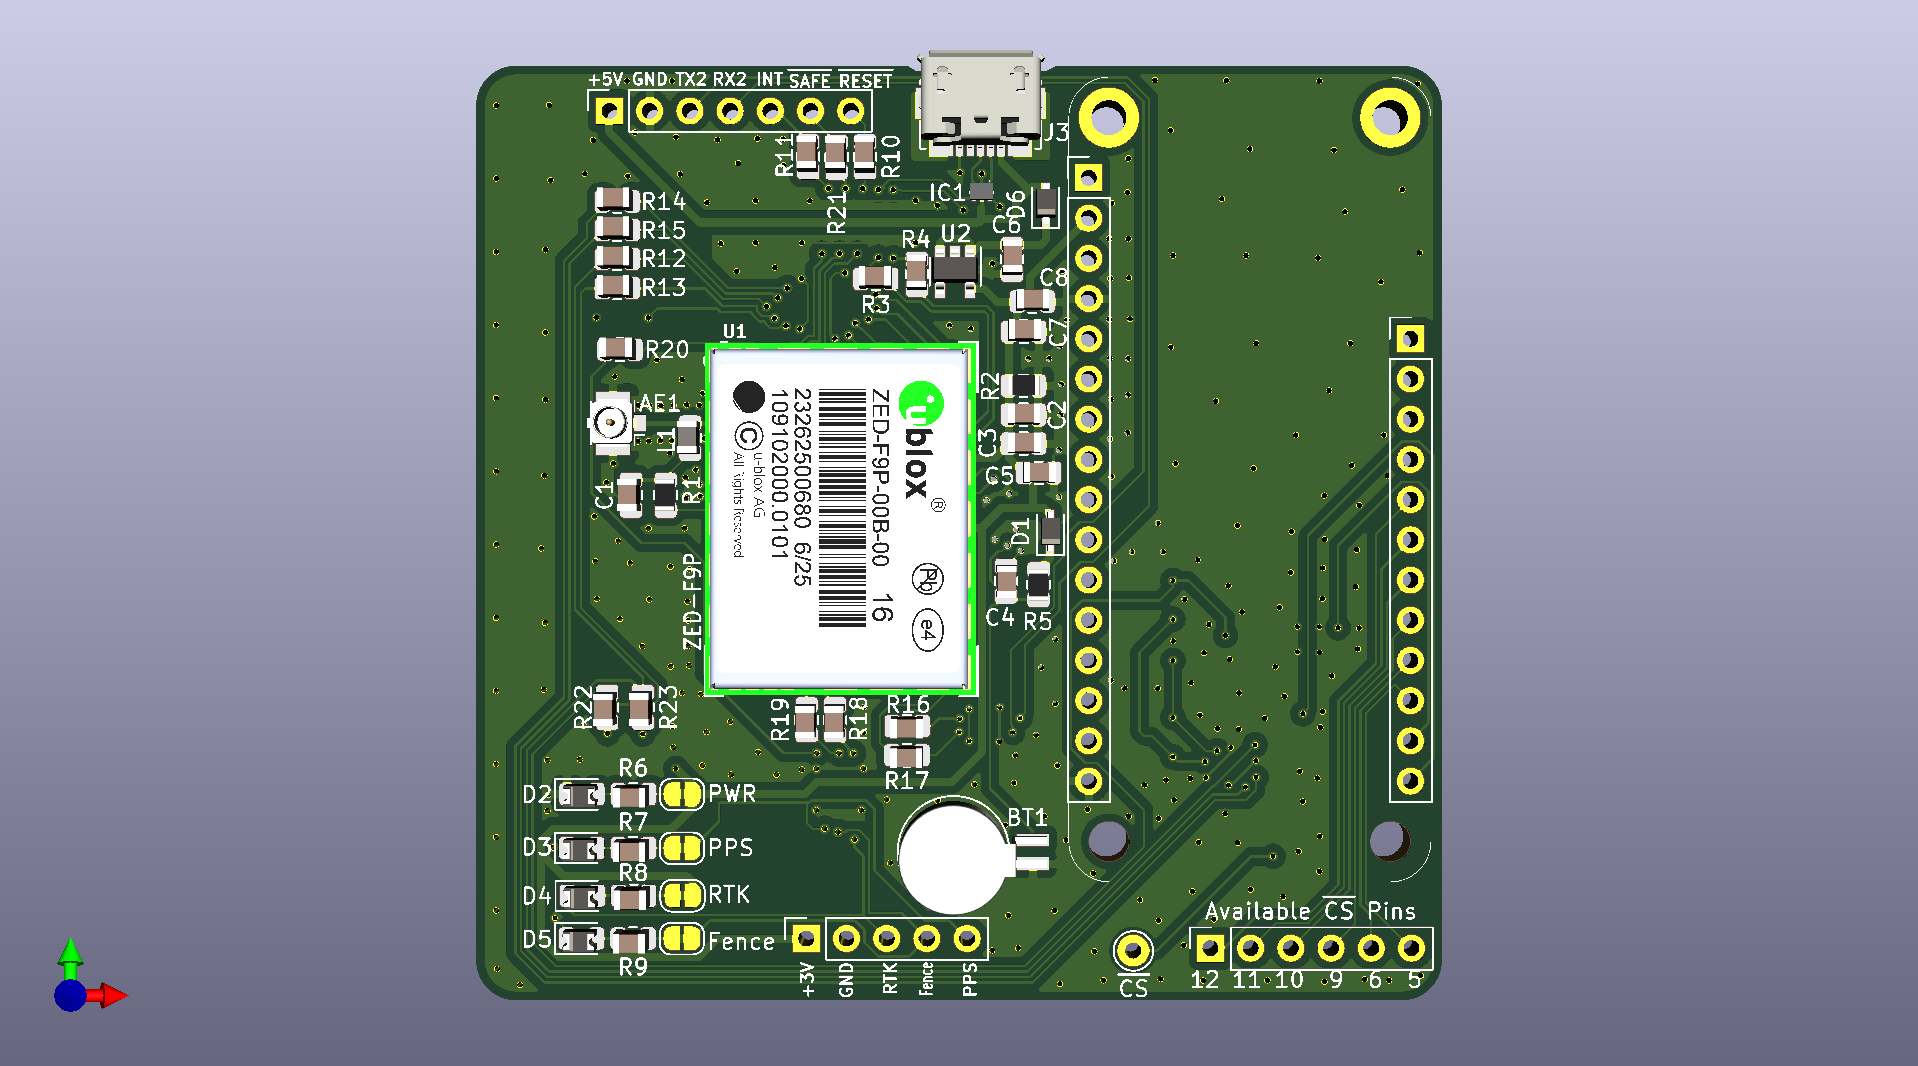 +5V GND TX2 RX2 INT SAFE RESET
J3
R11 R21 R10
IC1 D6
R14
R15
R12
R13
R4 U2 C6
R3
C8
C7
U1
R20
AE1
L1
C1 R1
R2
C2
C3
C5
D1
C4 R5
ZED-F9P
ublox ®
ZED-F9P-00B-00 16
23262500680 6/25
109102000.0101
© u-blox AG
All Rights Reserved
Pb
e4
R22 R23
R19 R18
R16
R17
R6
D2 PWR
R7
D3 PPS
R8
D4 RTK
D5 Fence
R9
BT1
+3V GND RTK Fence PPS
CS
Available CS Pins
12 11 10 9 6 5